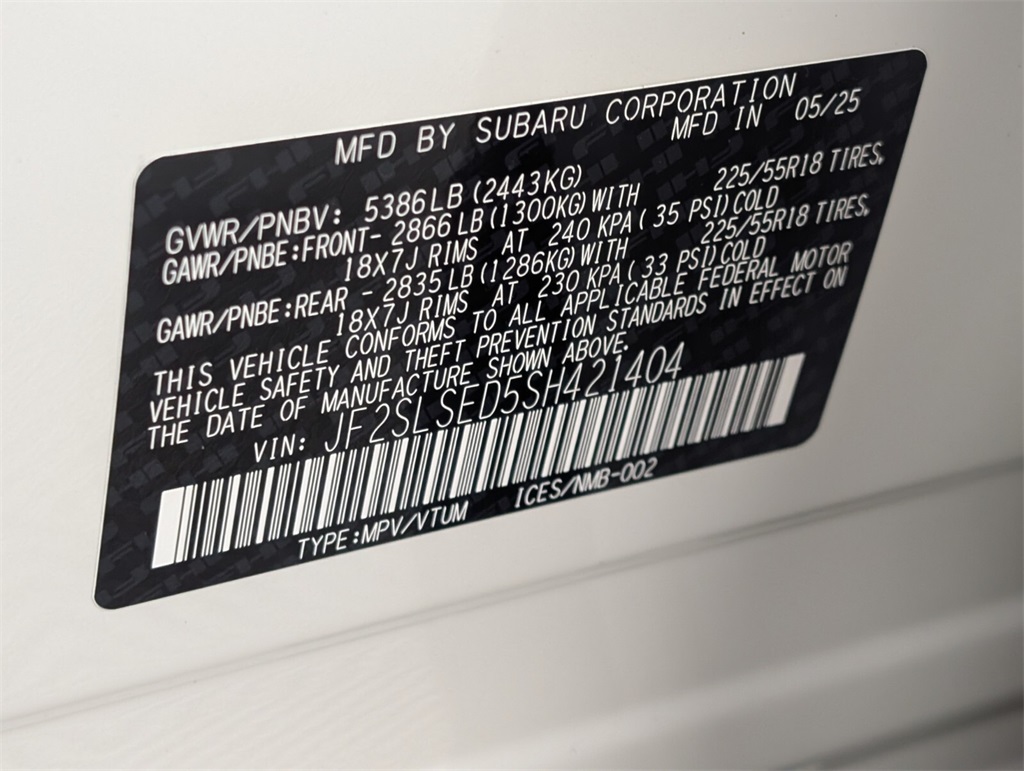 MFD BY SUBARU CORPORATION
MFD IN 05/25
GVWR/PNBV: 5386LB(2443KG)
GAWR/PNBE:FRONT- 2866LB(1300KG)WITH 225/55R18 TIRES,
18X7J RIMS AT 240 KPA(35 PSI)COLD
GAWR/PNBE:REAR - 2835LB(1286KG)WITH 225/55R18 TIRES,
18X7J RIMS AT 230 KPA(33 PSI)COLD
THIS VEHICLE CONFORMS TO ALL APPLICABLE FEDERAL MOTOR
VEHICLE SAFETY AND THEFT PREVENTION STANDARDS IN EFFECT ON
THE DATE OF MANUFACTURE SHOWN ABOVE.
VIN: JF2SLSED5SH421404
TYPE:MPV/VTUM ICES/NMB-002